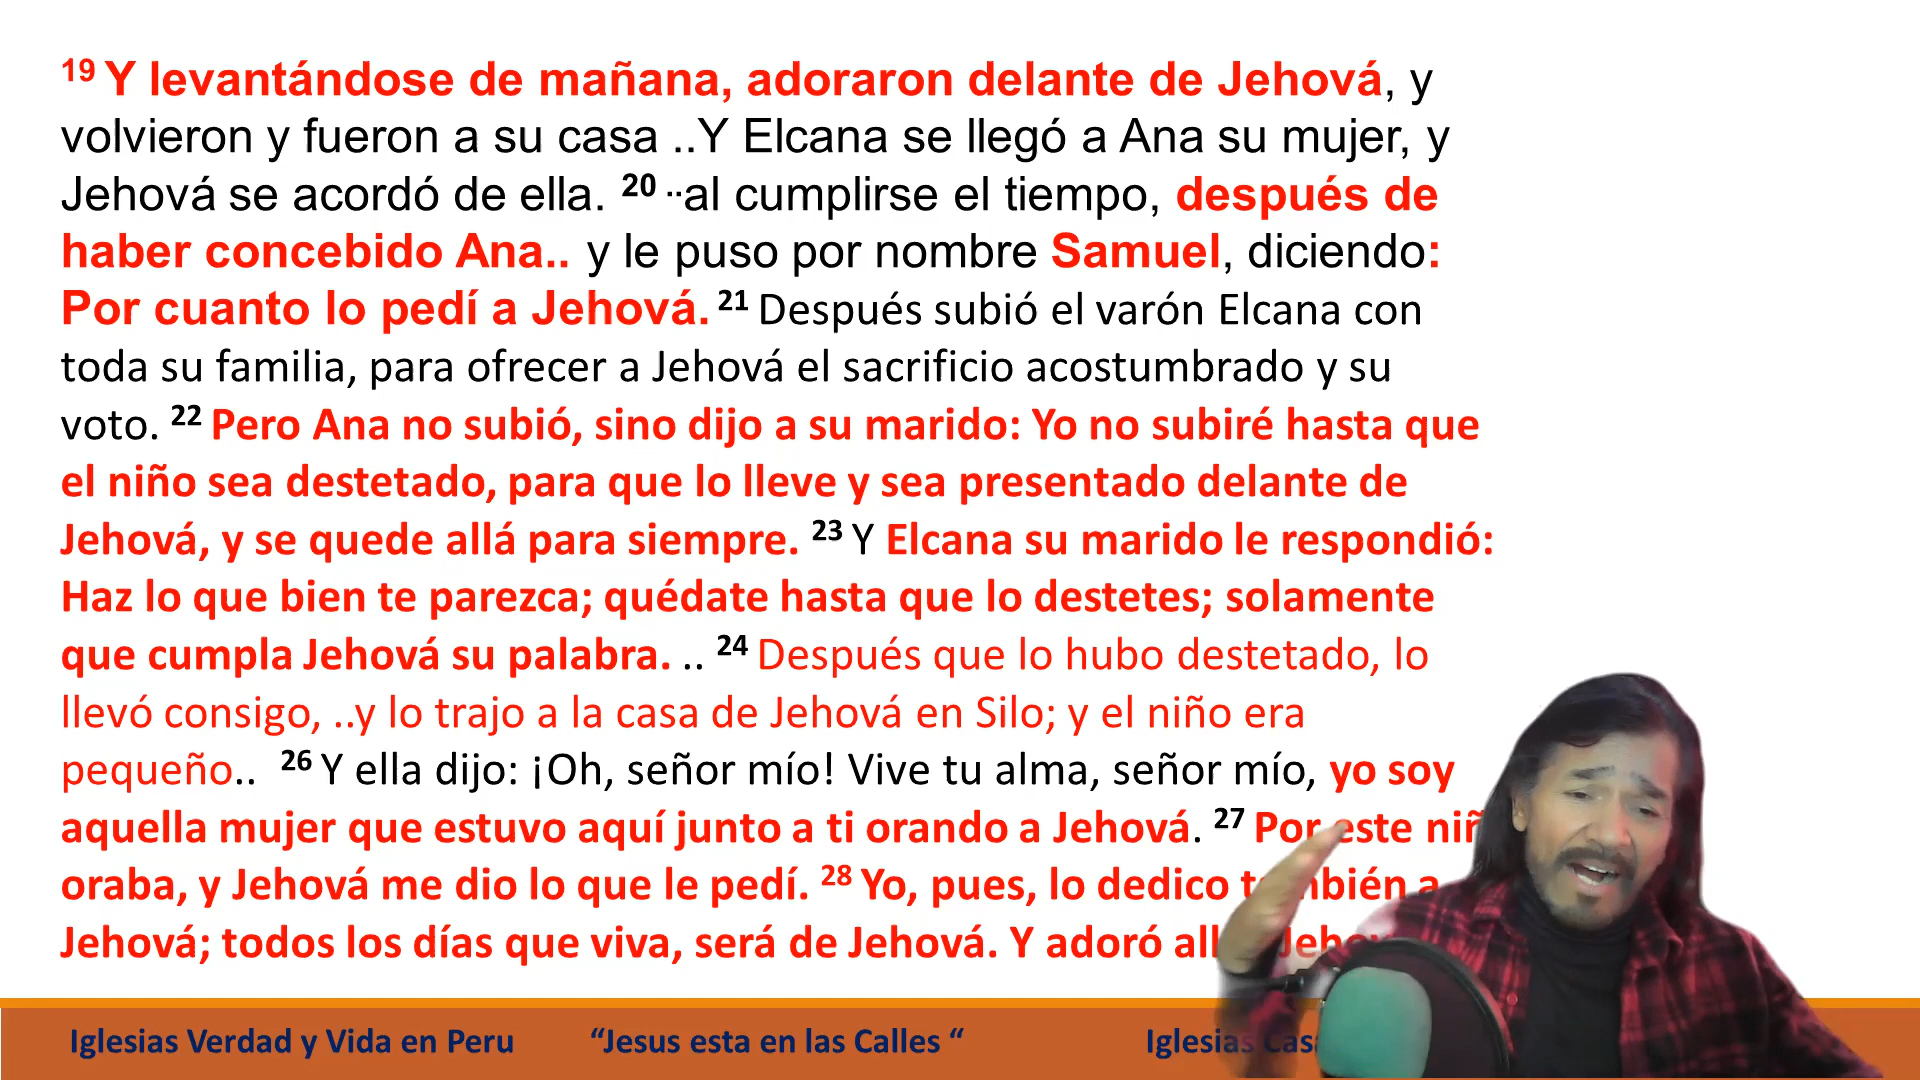 19 Y levantándose de mañana, adoraron delante de Jehová, y
volvieron y fueron a su casa ..Y Elcana se llegó a Ana su mujer, y
Jehová se acordó de ella. 20 ..al cumplirse el tiempo, después de
haber concebido Ana.. y le puso por nombre Samuel, diciendo:
Por cuanto lo pedí a Jehová. 21 Después subió el varón Elcana con
toda su familia, para ofrecer a Jehová el sacrificio acostumbrado y su
voto. 22 Pero Ana no subió, sino dijo a su marido: Yo no subiré hasta que
el niño sea destetado, para que lo lleve y sea presentado delante de
Jehová, y se quede allá para siempre. 23 Y Elcana su marido le respondió:
Haz lo que bien te parezca; quédate hasta que lo destetes; solamente
que cumpla Jehová su palabra. .. 24 Después que lo hubo destetado, lo
llevó consigo, ..y lo trajo a la casa de Jehová en Silo; y el niño era
pequeño.. 26 Y ella dijo: ¡Oh, señor mío! Vive tu alma, señor mío, yo soy
aquella mujer que estuvo aquí junto a ti orando a Jehová. 27 Por este
oraba, y Jehová me dio lo que le pedí. 28 Yo, pues, lo dedico también a
Jehová; todos los días que viva, será de Jehová. Y adoró
Iglesias Verdad y Vida en Peru “Jesus esta en las Calles “ Iglesias